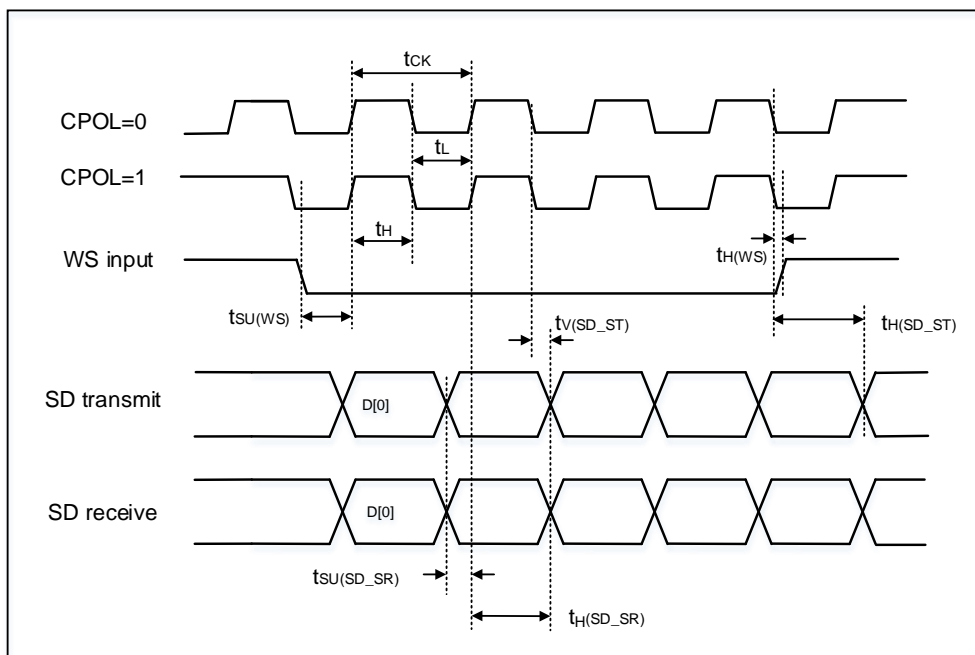 tCK
CPOL=0
tL
CPOL=1
tH
WS input
tH(WS)
tSU(WS)
tV(SD_ST)
tH(SD_ST)
SD transmit
D[0]
SD receive
D[0]
tSU(SD_SR)
tH(SD_SR)